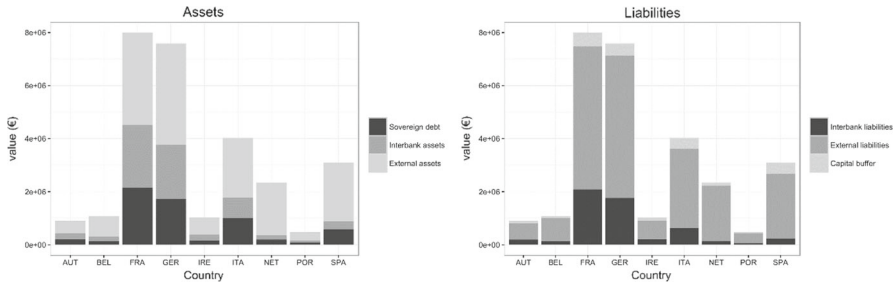 Assets
8e+06
6e+06
4e+06
2e+06
0e+00
value (€)
AUT BEL FRA GER IRE ITA NET POR SPA
Country
Sovereign debt
Interbank assets
External assets
Liabilities
8e+06
6e+06
4e+06
2e+06
0e+00
value (€)
AUT BEL FRA GER IRE ITA NET POR SPA
Country
Interbank liabilities
External liabilities
Capital buffer